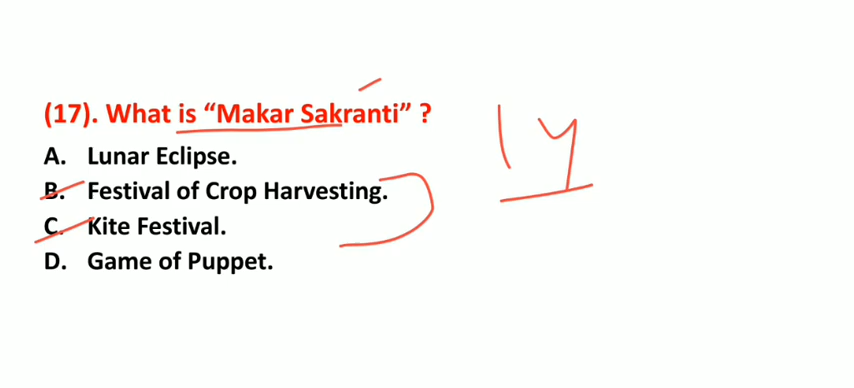 (17). What is “Makar Sakranti” ?
A. Lunar Eclipse.
B. Festival of Crop Harvesting.
C. Kite Festival.
D. Game of Puppet.